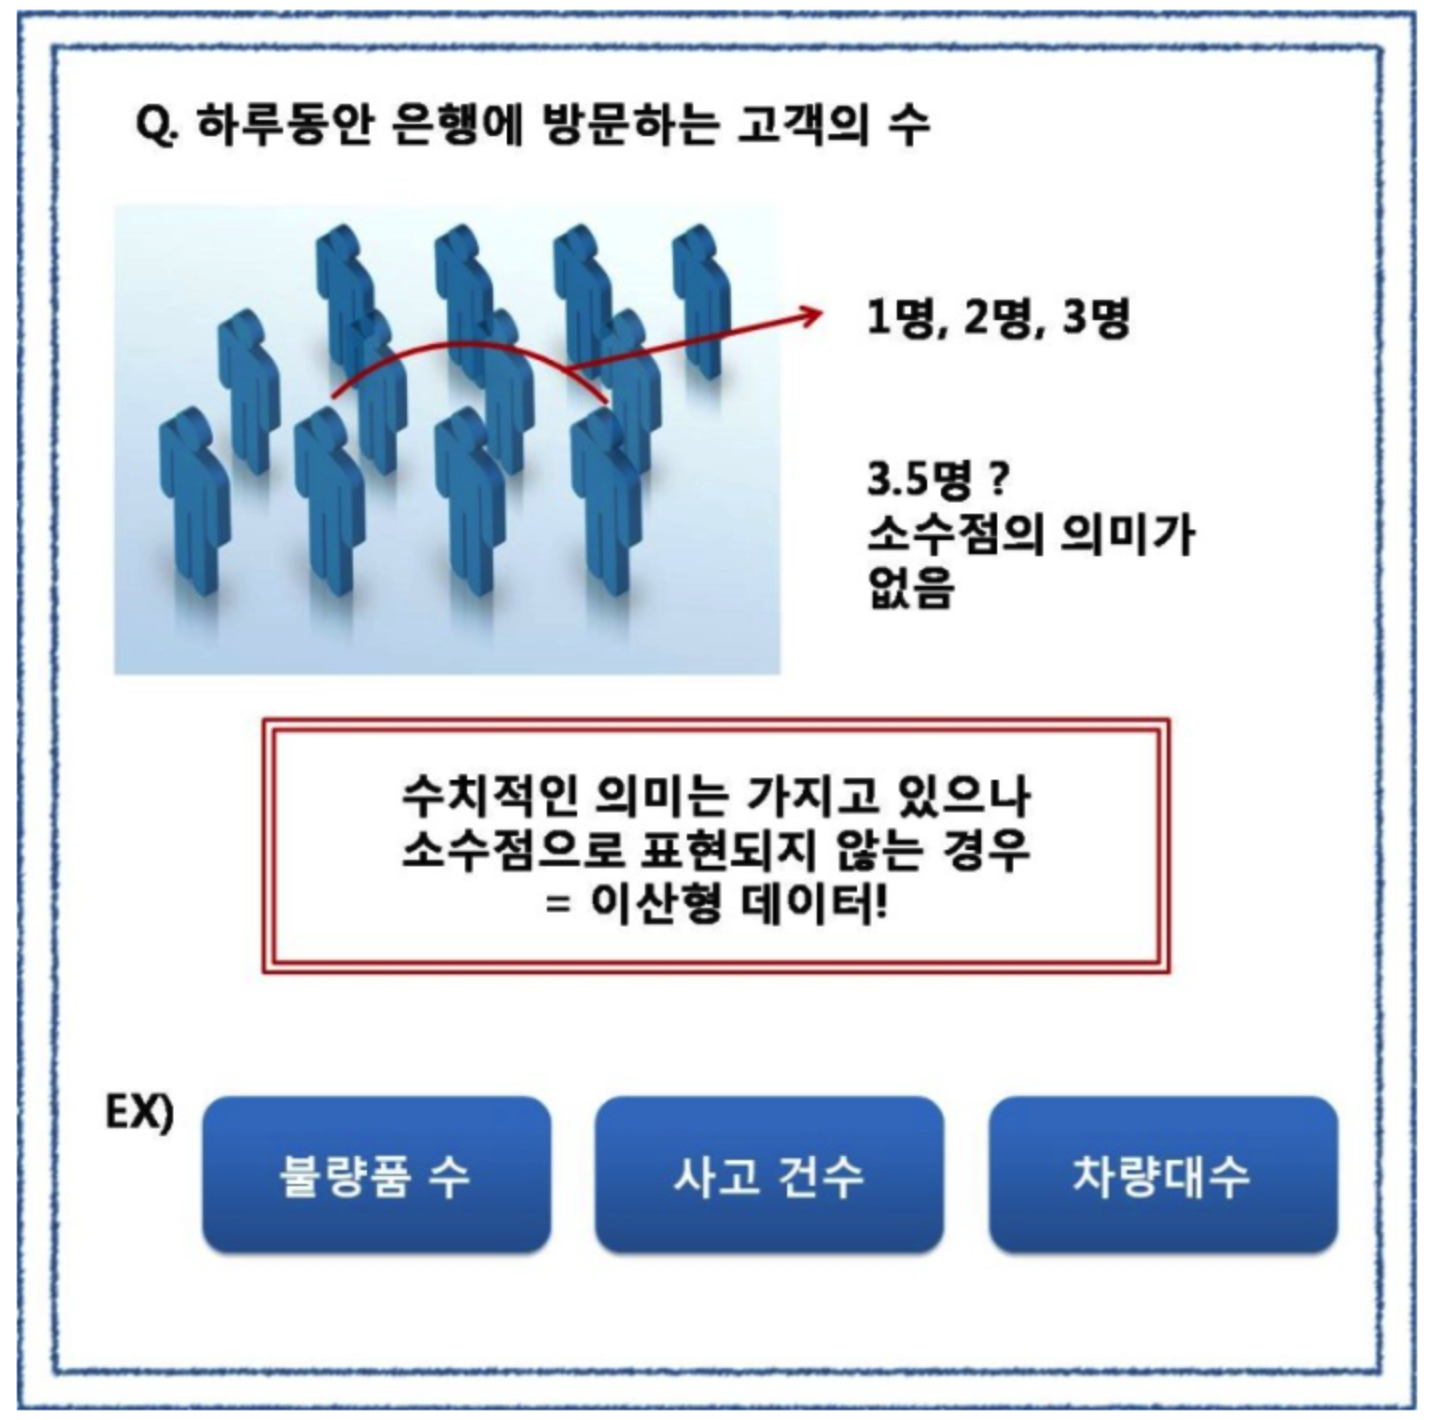 Q. 하루동안 은행에 방문하는 고객의 수
1명, 2명, 3명
3.5명 ?
소수점의 의미가
없음
수치적인 의미는 가지고 있으나
소수점으로 표현되지 않는 경우
= 이산형 데이터!
EX)
불량품 수
사고 건수
차량대수